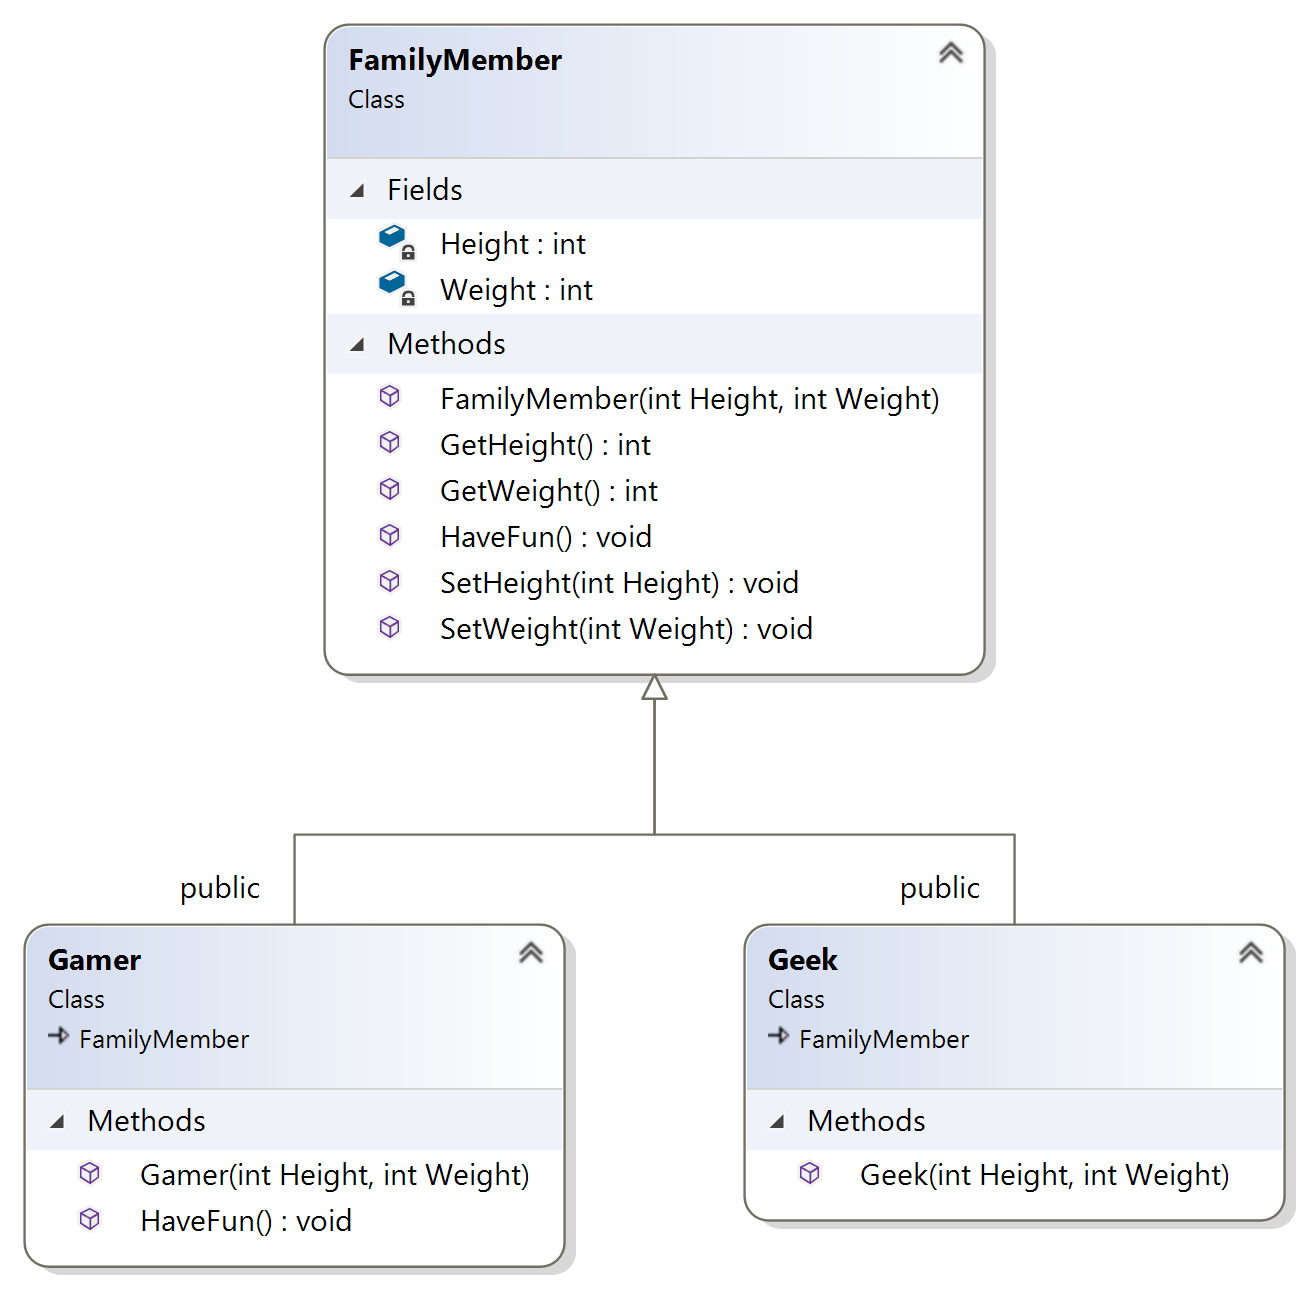 FamilyMember
Class
Fields
Height : int
Weight : int
Methods
FamilyMember(int Height, int Weight)
GetHeight() : int
GetWeight() : int
HaveFun() : void
SetHeight(int Height) : void
SetWeight(int Weight) : void
public
public
Gamer
Class
FamilyMember
Methods
Gamer(int Height, int Weight)
HaveFun() : void
Geek
Class
FamilyMember
Methods
Geek(int Height, int Weight)